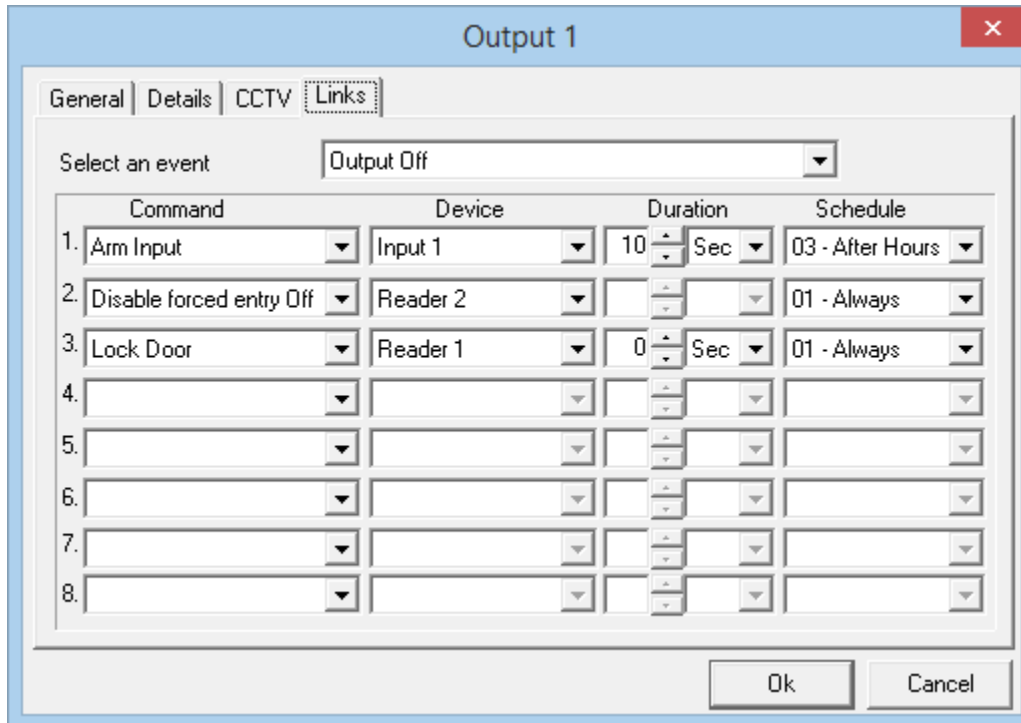 Output 1
General Details CCTV Links
Select an event Output Off
Command Device Duration Schedule
1. Arm Input Input 1 10 Sec 03 - After Hours
2. Disable forced entry Off Reader 2 01 - Always
3. Lock Door Reader 1 0 Sec 01 - Always
4.
5.
6.
7.
8.
Ok Cancel